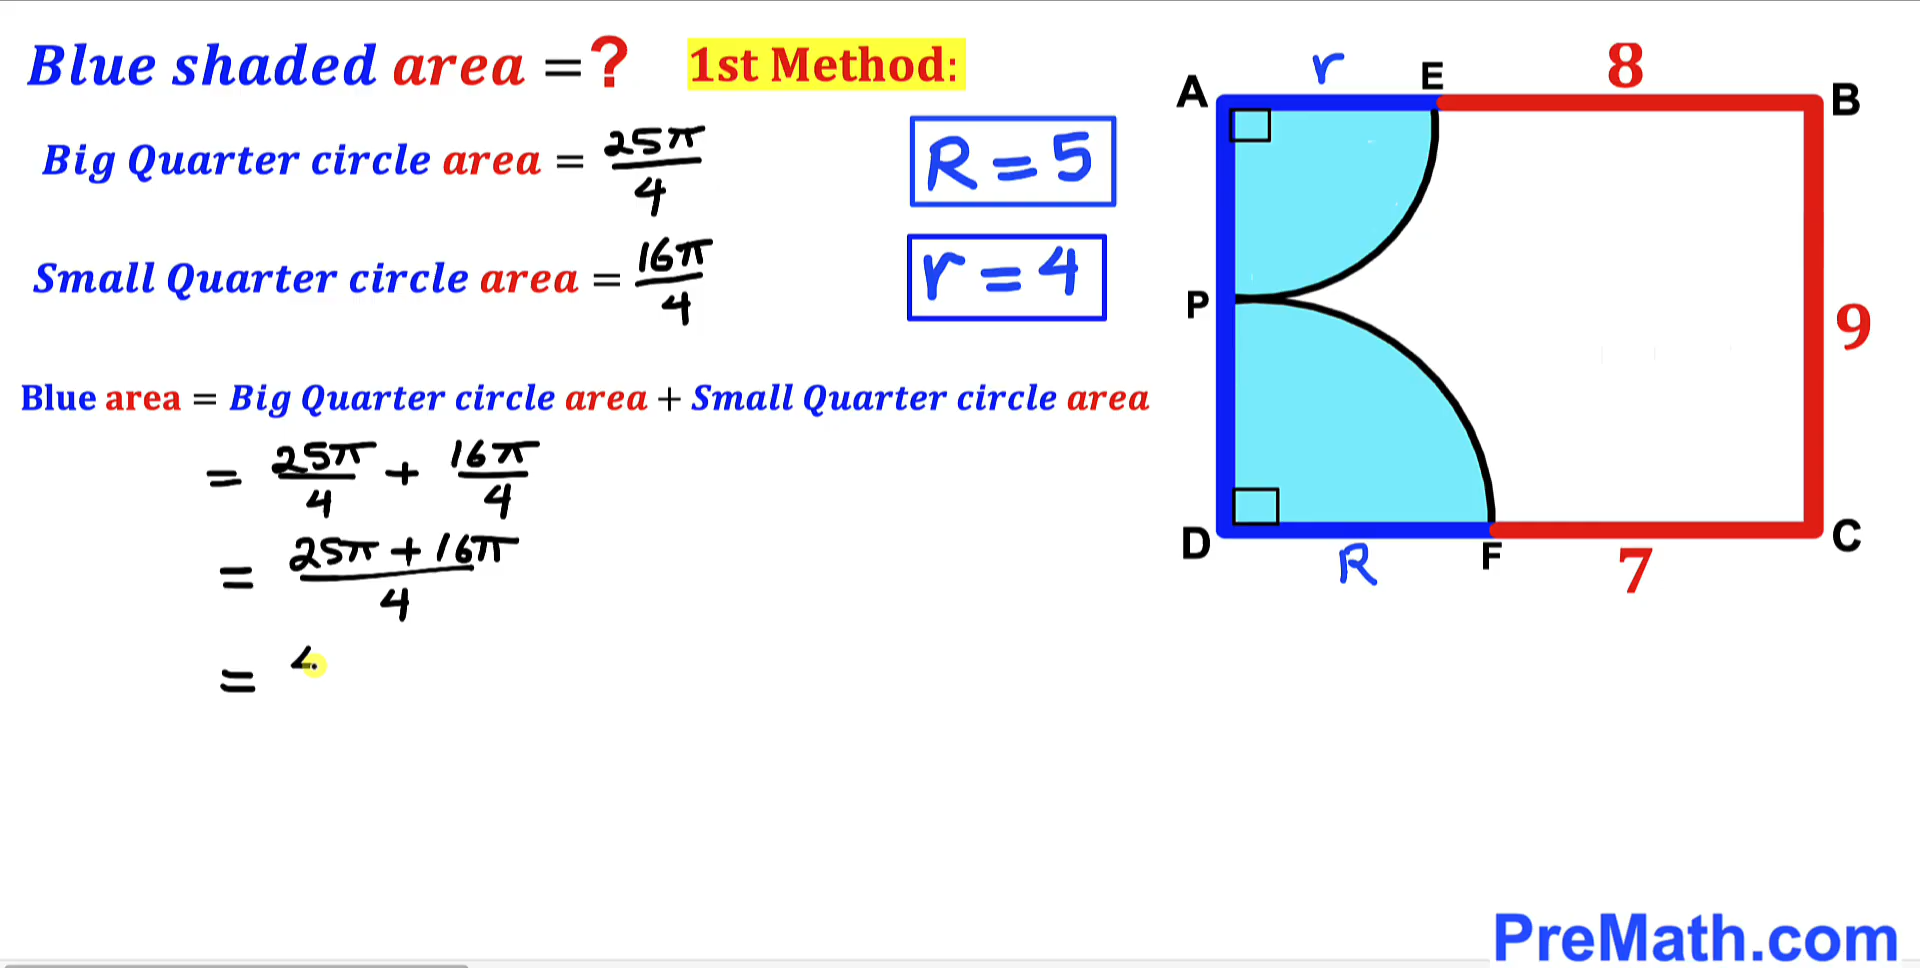 Blue shaded area = ? 1st Method:
Big Quarter circle area = 25π/4
R = 5
Small Quarter circle area = 16π/4
r = 4
Blue area = Big Quarter circle area + Small Quarter circle area
= 25π/4 + 16π/4
= 25π + 16π/4
=
A r E 8 B
P 9
D R F 7 C
PreMath.com